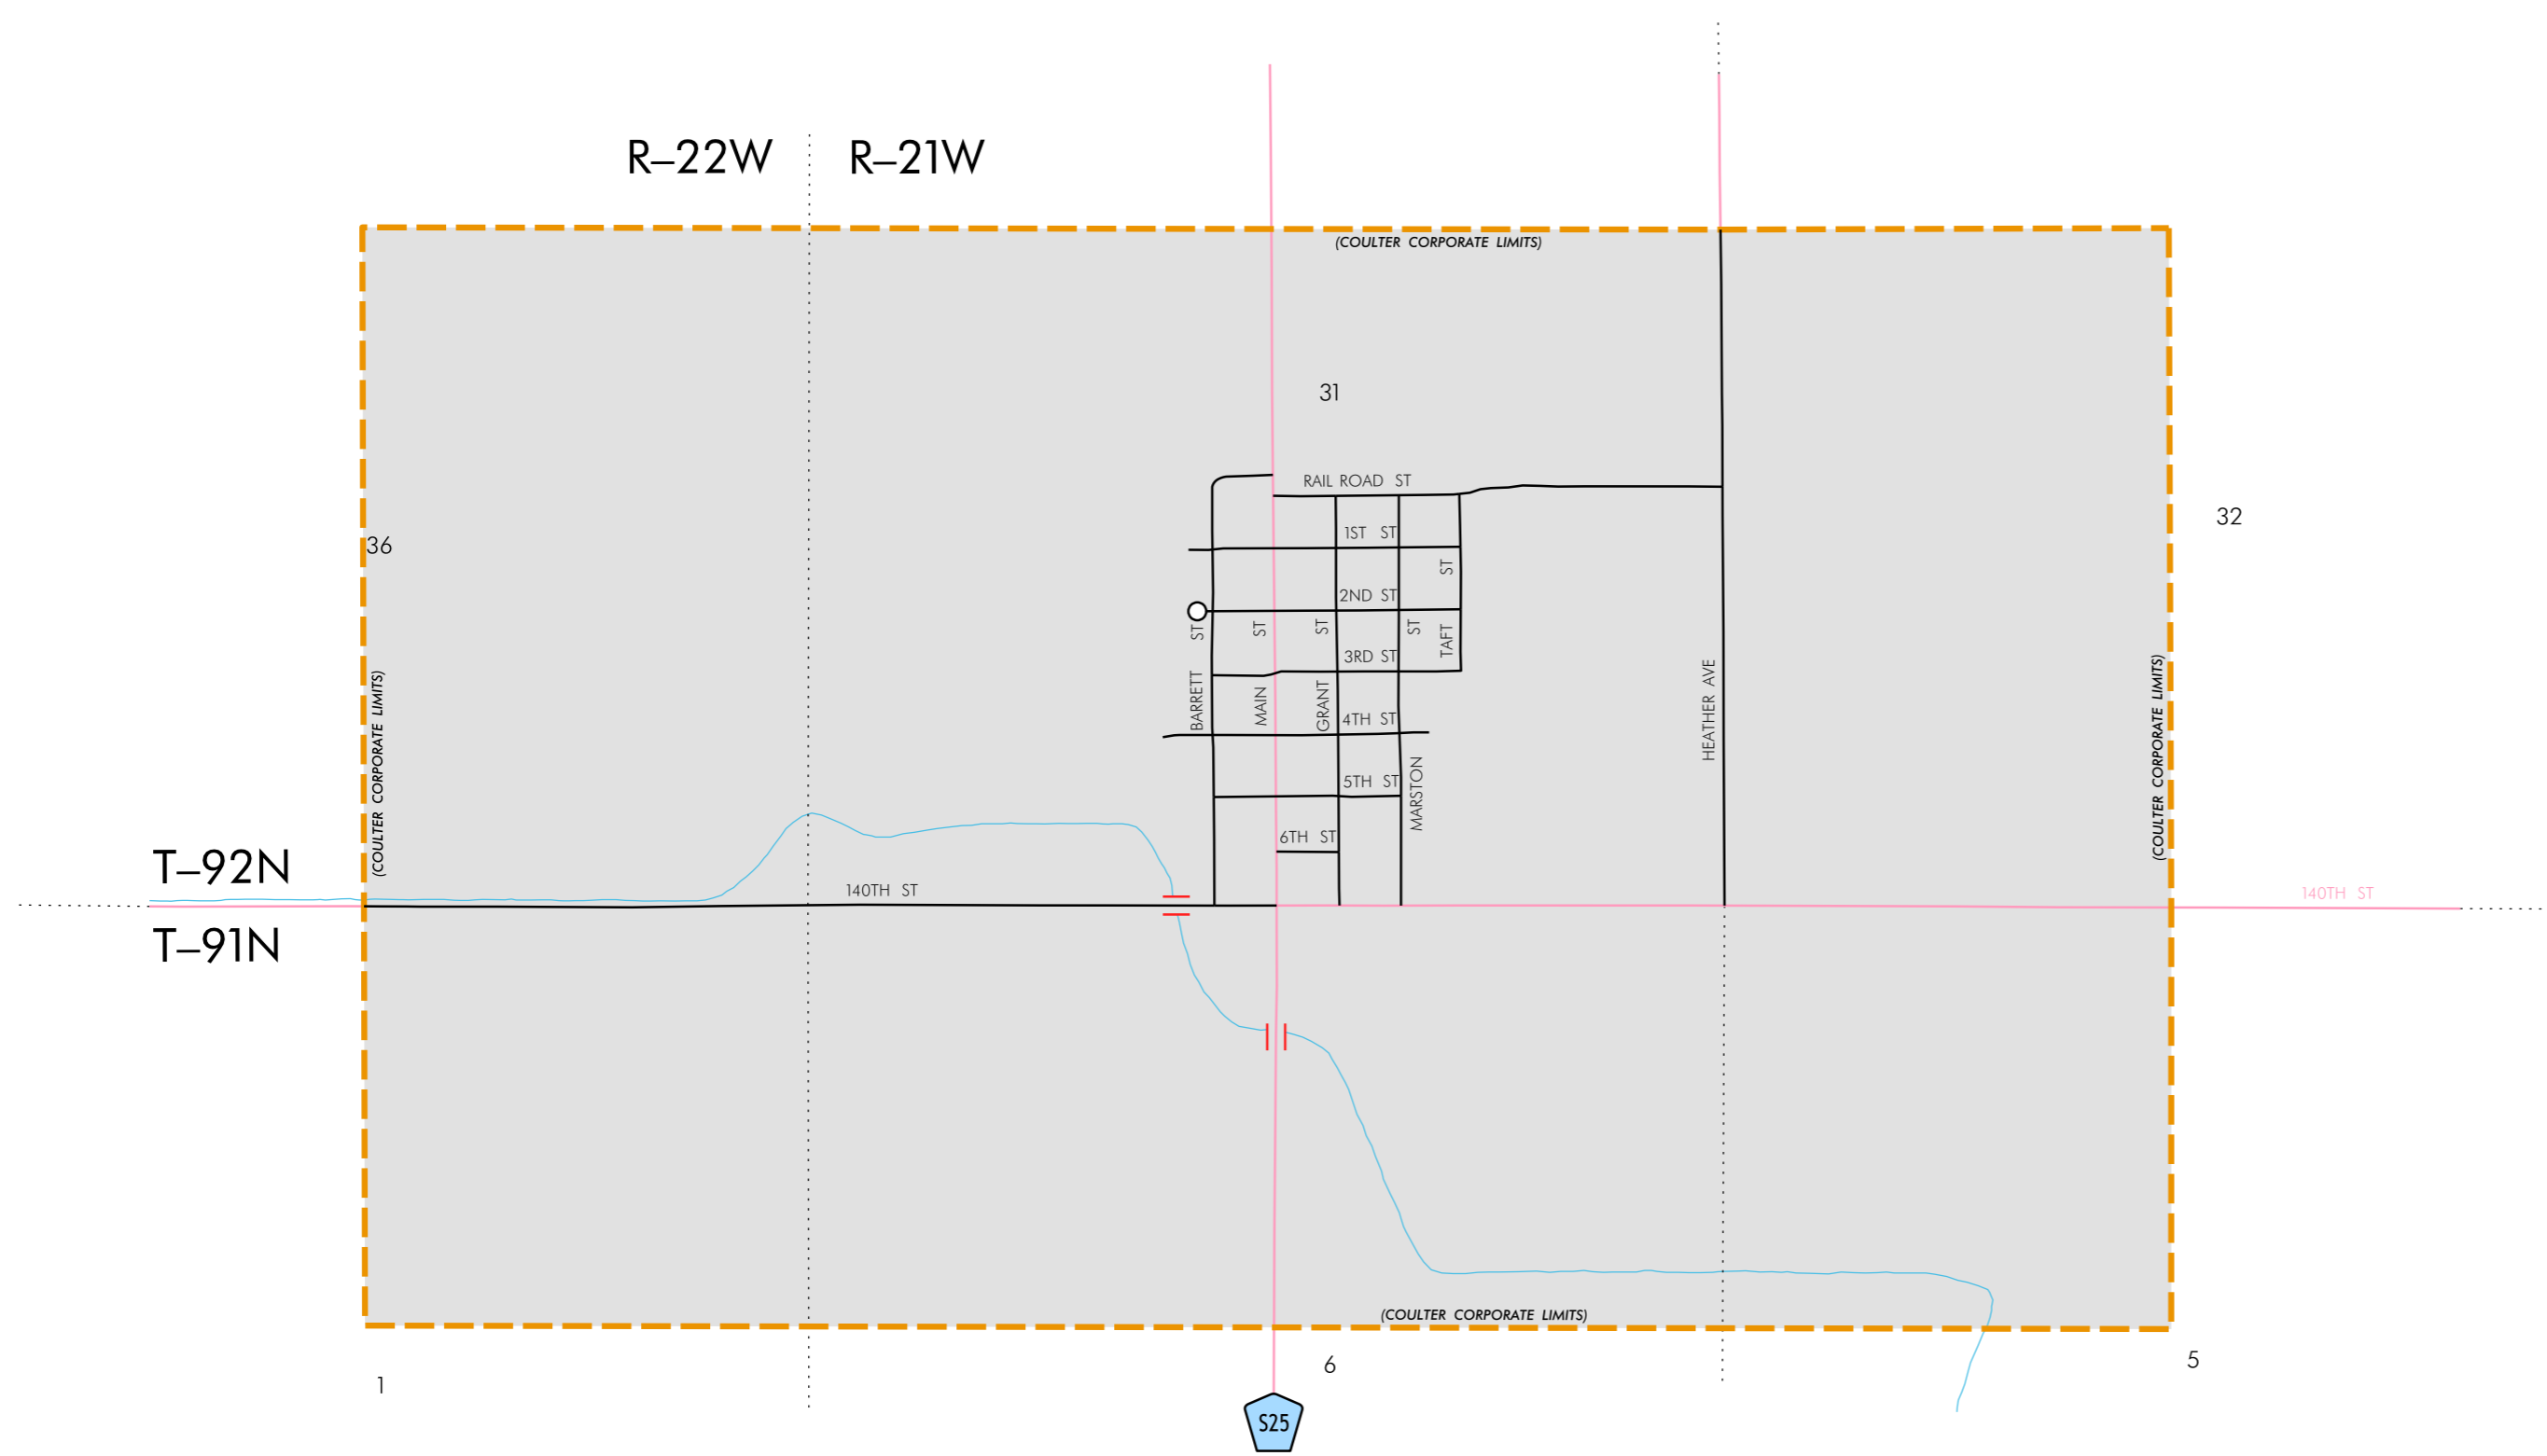 R–22W
R–21W
(COULTER CORPORATE LIMITS)
31
RAIL ROAD ST
32
1ST ST
36
2ND ST
BARRETT ST
MAIN ST
GRANT ST
MARSTON ST
TAFT ST
3RD ST
HEATHER AVE
(COULTER CORPORATE LIMITS)
(COULTER CORPORATE LIMITS)
4TH ST
5TH ST
6TH ST
T–92N
140TH ST
140TH ST
T–91N
(COULTER CORPORATE LIMITS)
1
6
5
S25